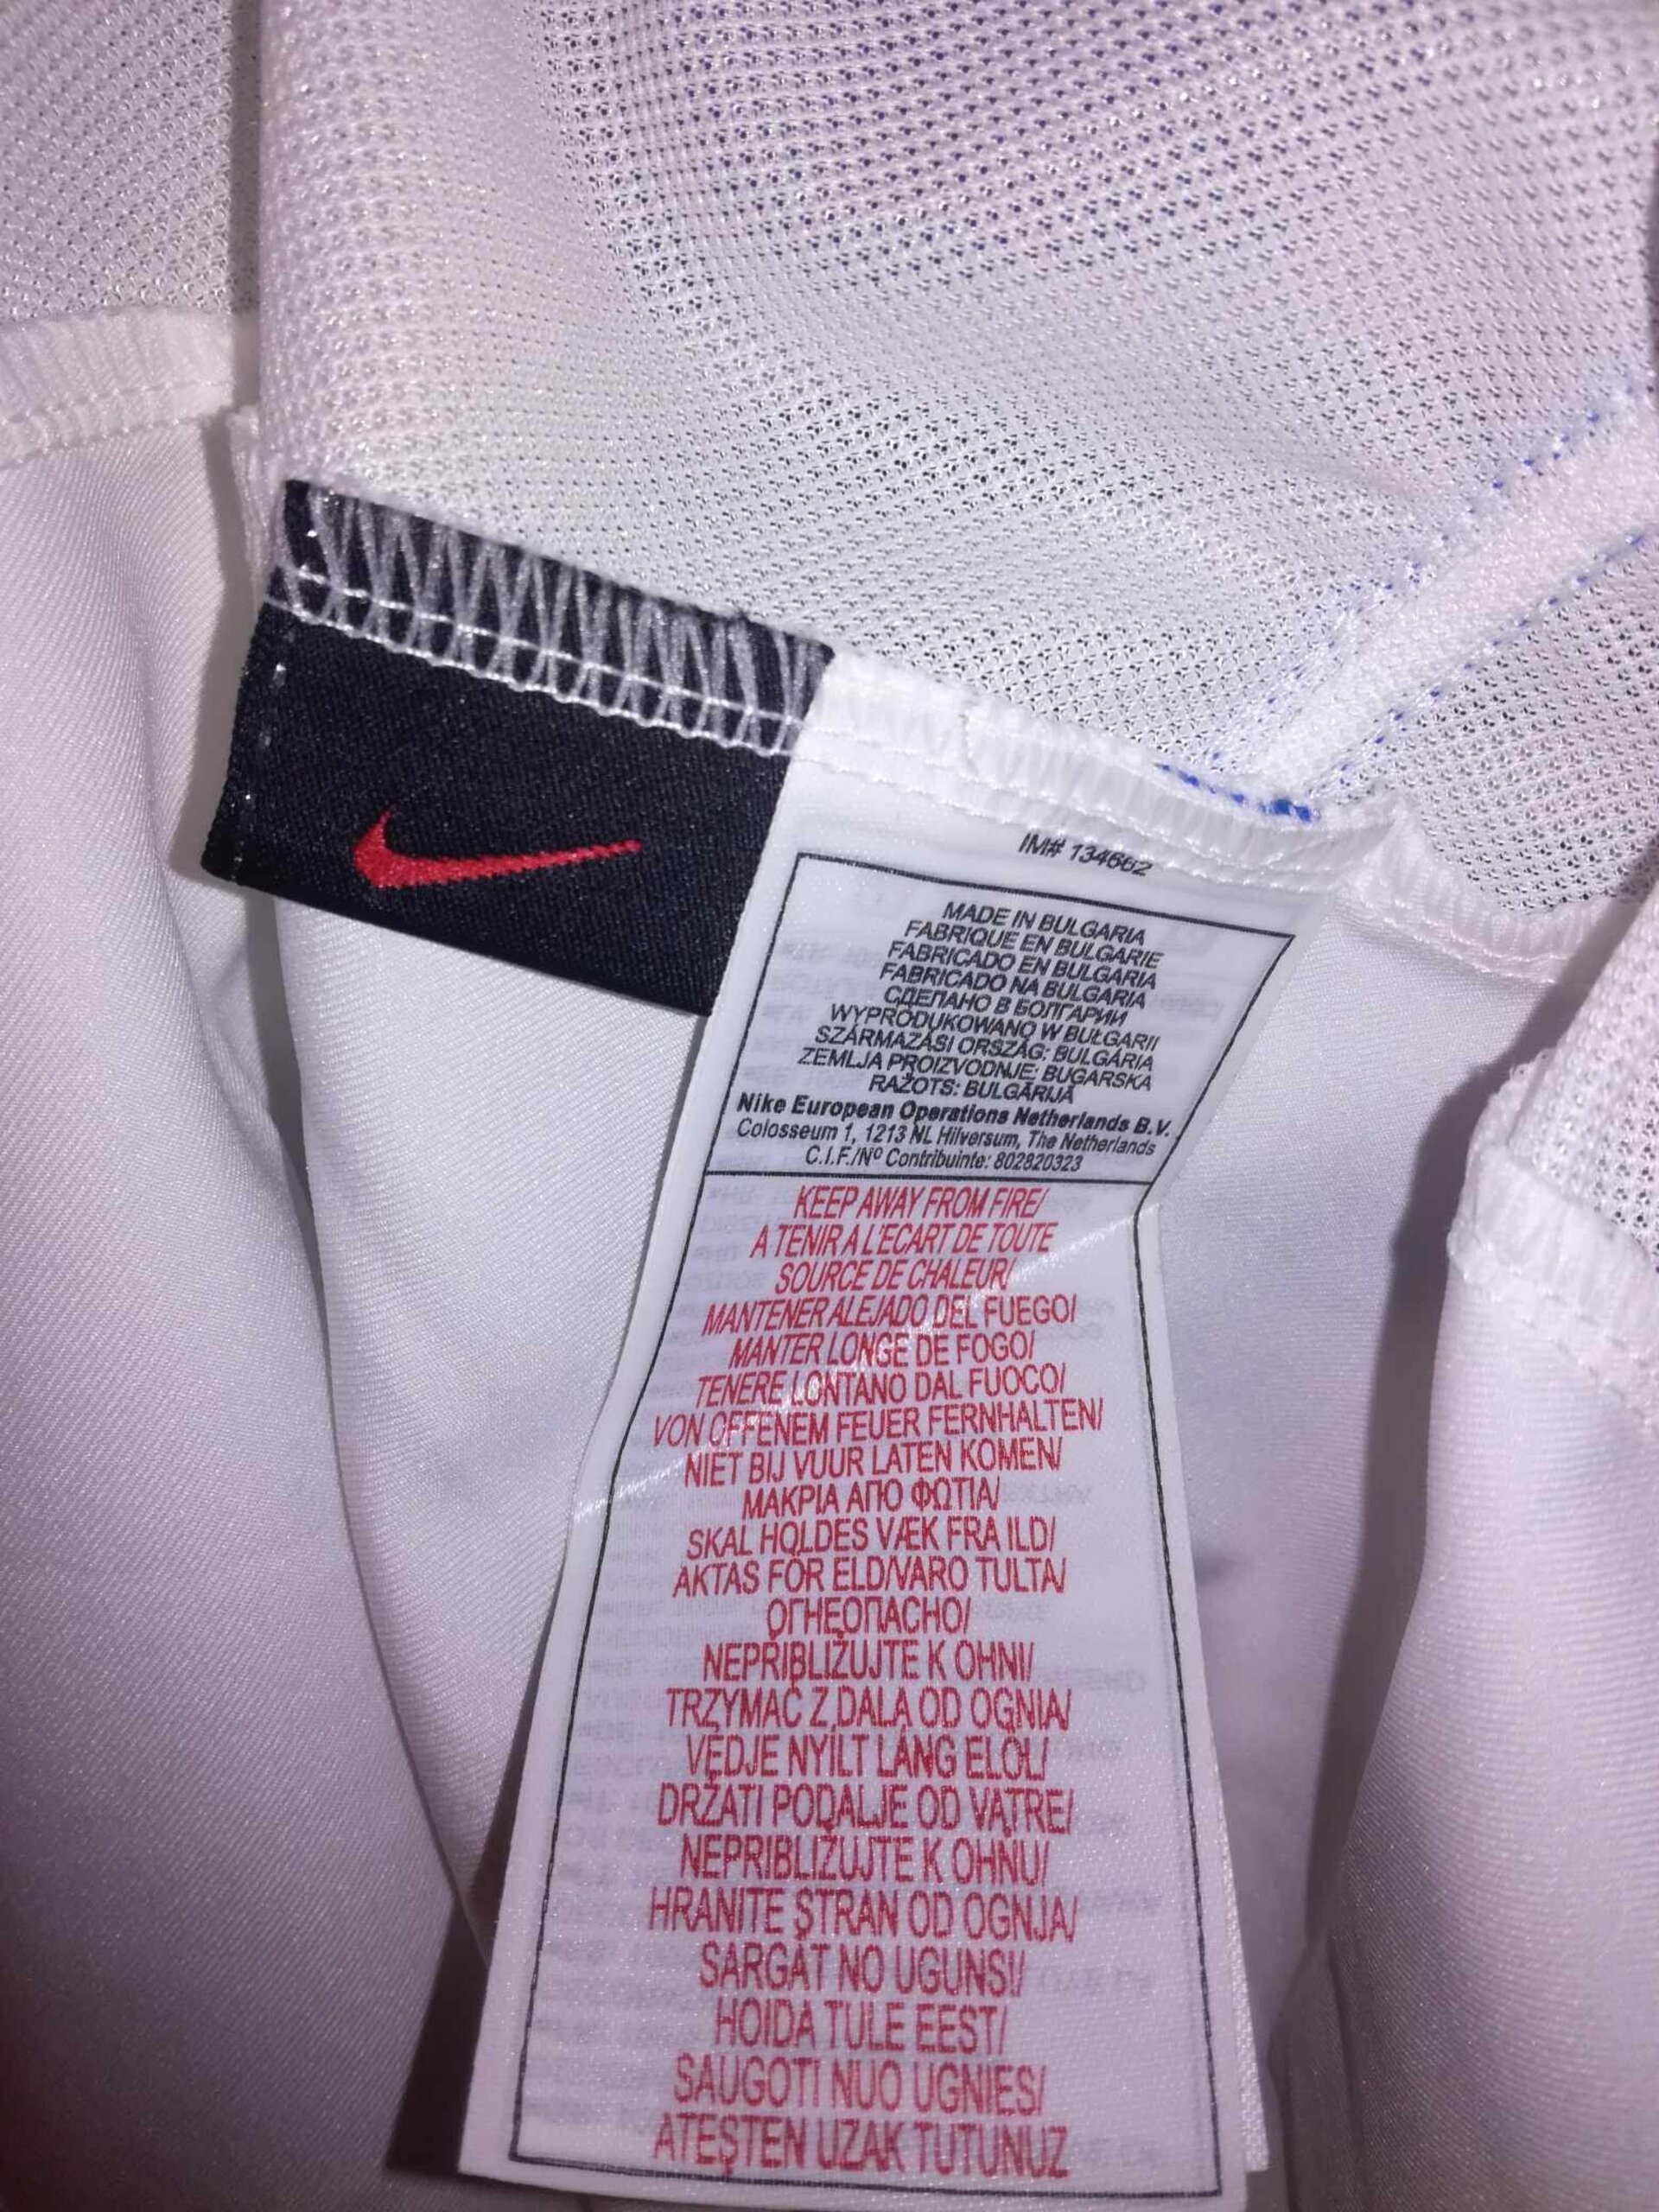 IM# 134662
MADE IN BULGARIA
FABRIQUE EN BULGARIE
FABRICADO EN BULGARIA
FABRICADO NA BULGARIA
СДЕЛАНО В БОЛГАРИИ
WYPRODUKOWANO W BUŁGARII
SZÁRMAZÁSI ORSZÁG: BULGÁRIA
ZEMLJA PROIZVODNJE: BUGARSKA
RAŽOTS: BULGĀRIJĀ
Nike European Operations Netherlands B.V.
Colosseum 1, 1213 NL Hilversum, The Netherlands
C.I.F./Nº Contribuinte: 802820323
KEEP AWAY FROM FIRE/
A TENIR A L'ECART DE TOUTE
SOURCE DE CHALEUR/
MANTENER ALEJADO DEL FUEGO/
MANTER LONGE DE FOGO/
TENERE LONTANO DAL FUOCO/
VON OFFENEM FEUER FERNHALTEN/
NIET BIJ VUUR LATEN KOMEN/
ΜΑΚΡΙΑ ΑΠΟ ΦΩΤΙΑ/
SKAL HOLDES VÆK FRA ILD/
AKTAS FÖR ELD/VARO TULTA/
ОГНЕОПАСНО/
NEPŘIBLIŽUJTE K OHNI/
TRZYMAĆ Z DALA OD OGNIA/
VÉDJE NYÍLT LÁNG ELŐL/
DRŽATI PODALJE OD VATRE/
NEPRIBLIŽUJTE K OHŇU/
HRANITE STRAN OD OGNJA/
SARGĀT NO UGUNS!/
HOIDA TULE EEST/
SAUGOTI NUO UGNIES/
ATEŞTEN UZAK TUTUNUZ